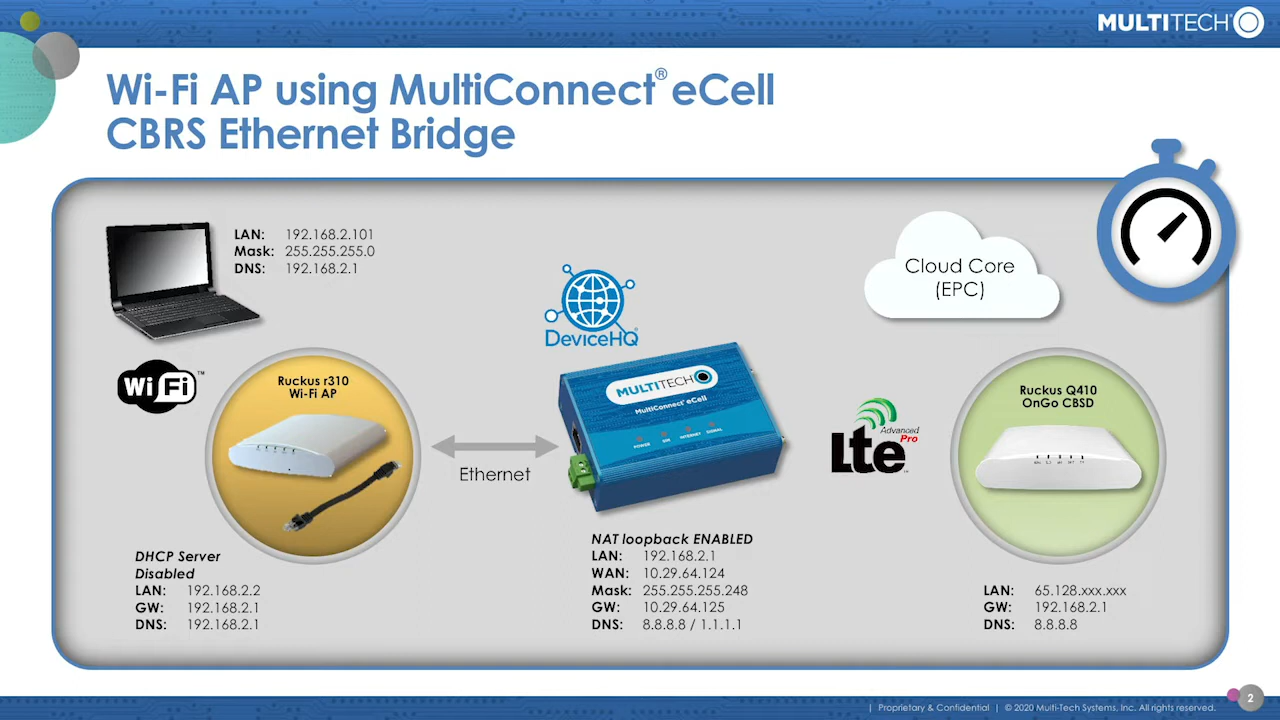 MULTITECH
Wi-Fi AP using MultiConnect® eCell
CBRS Ethernet Bridge
LAN: 192.168.2.101
Mask: 255.255.255.0
DNS: 192.168.2.1
Cloud Core
(EPC)
DeviceHQ®
Wi Fi™
Ruckus r310
Wi-Fi AP
MULTITECH
MultiConnect® eCell
POWER SIM INTERNET SIGNAL
Ethernet
Lte Advanced
Pro
Ruckus Q410
OnGo CBSD
DHCP Server
Disabled
LAN: 192.168.2.2
GW: 192.168.2.1
DNS: 192.168.2.1
NAT loopback ENABLED
LAN: 192.168.2.1
WAN: 10.29.64.124
Mask: 255.255.255.248
GW: 10.29.64.125
DNS: 8.8.8.8 / 1.1.1.1
LAN: 65.128.xxx.xxx
GW: 192.168.2.1
DNS: 8.8.8.8
| Proprietary & Confidential | © 2020 Multi-Tech Systems, Inc. All rights reserved.
2